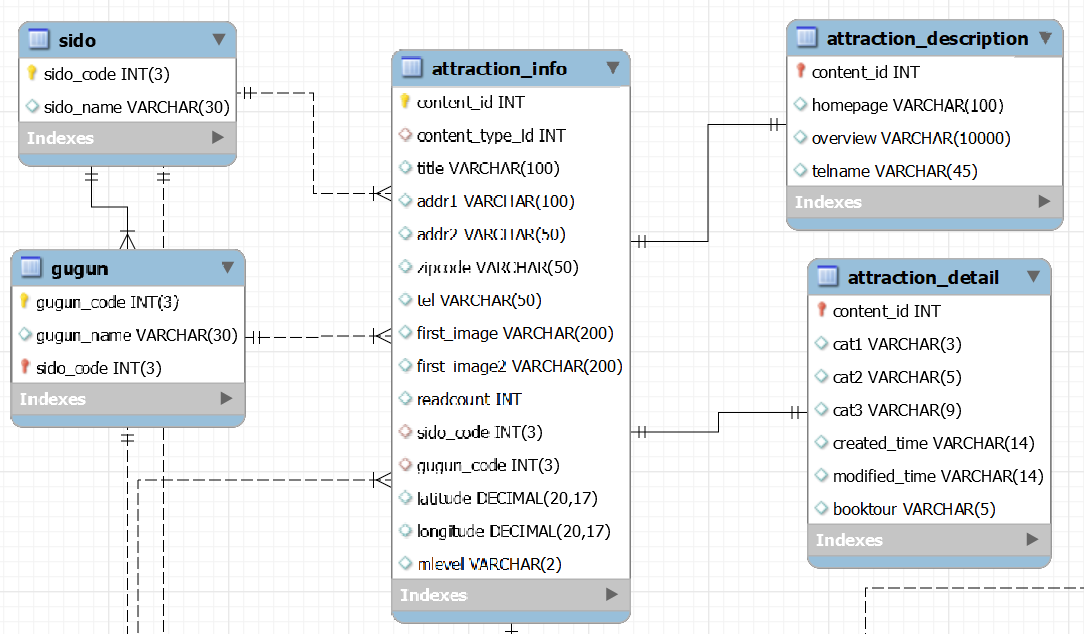 sido
sido_code INT(3)
sido_name VARCHAR(30)
Indexes
gugun
gugun_code INT(3)
gugun_name VARCHAR(30)
sido_code INT(3)
Indexes
attraction_info
content_id INT
content_type_id INT
title VARCHAR(100)
addr1 VARCHAR(100)
addr2 VARCHAR(50)
zipcode VARCHAR(50)
tel VARCHAR(50)
first_image VARCHAR(200)
first_image2 VARCHAR(200)
readcount INT
sido_code INT(3)
gugun_code INT(3)
latitude DECIMAL(20,17)
longitude DECIMAL(20,17)
mlevel VARCHAR(2)
Indexes
attraction_description
content_id INT
homepage VARCHAR(100)
overview VARCHAR(10000)
telname VARCHAR(45)
Indexes
attraction_detail
content_id INT
cat1 VARCHAR(3)
cat2 VARCHAR(5)
cat3 VARCHAR(9)
created_time VARCHAR(14)
modified_time VARCHAR(14)
booktour VARCHAR(5)
Indexes